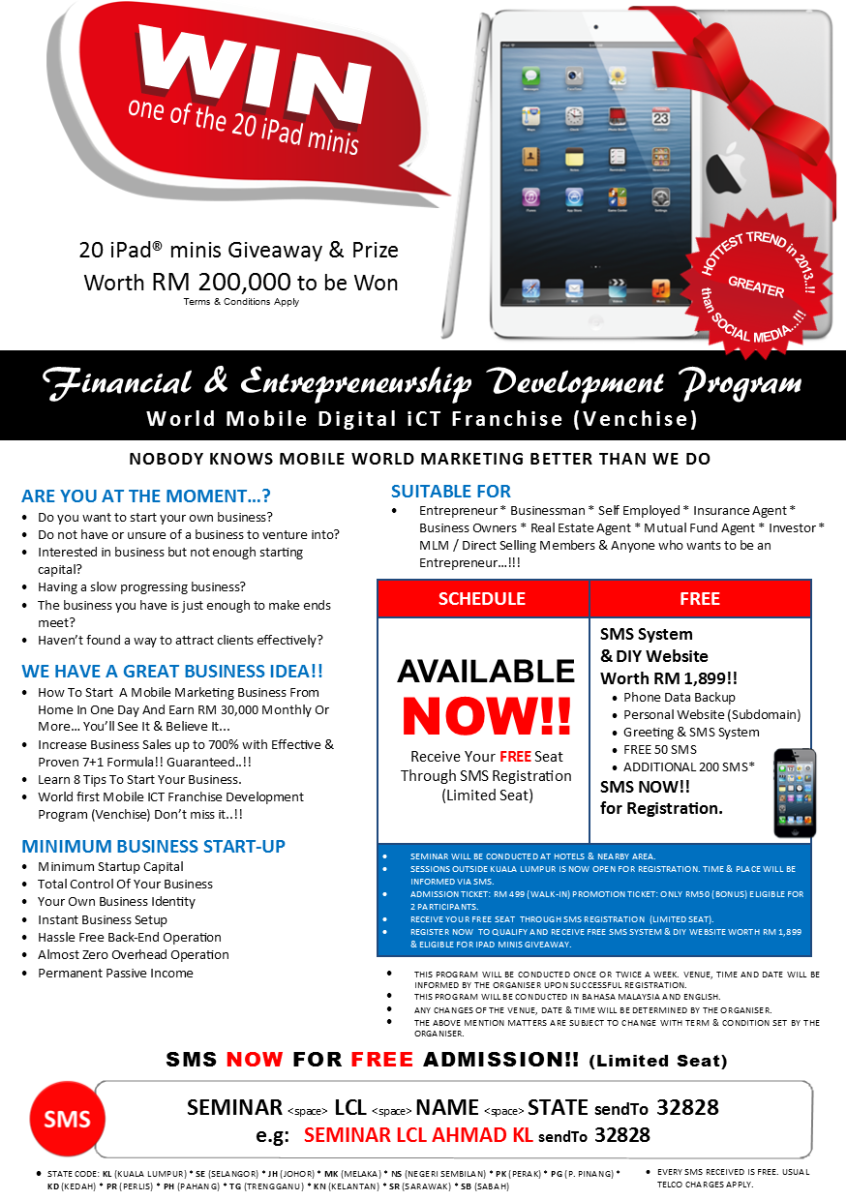 WIN
one of the 20 iPad minis
20 iPad® minis Giveaway & Prize
Worth RM 200,000 to be Won
Terms & Conditions Apply
HOTTEST TREND in 2013..!!
GREATER
than SOCIAL MEDIA...!!!
Financial & Entrepreneurship Development Program
World Mobile Digital iCT Franchise (Venchise)
NOBODY KNOWS MOBILE WORLD MARKETING BETTER THAN WE DO
ARE YOU AT THE MOMENT...?
• Do you want to start your own business?
• Do not have or unsure of a business to venture into?
• Interested in business but not enough starting
capital?
• Having a slow progressing business?
• The business you have is just enough to make ends
meet?
• Haven't found a way to attract clients effectively?
WE HAVE A GREAT BUSINESS IDEA!!
• How To Start A Mobile Marketing Business From
Home In One Day And Earn RM 30,000 Monthly Or
More... You'll See It & Believe It...
• Increase Business Sales up to 700% with Effective &
Proven 7+1 Formula!! Guaranteed..!!
• Learn 8 Tips To Start Your Business.
• World first Mobile ICT Franchise Development
Program (Venchise) Don't miss it..!!
MINIMUM BUSINESS START-UP
• Minimum Startup Capital
• Total Control Of Your Business
• Your Own Business Identity
• Instant Business Setup
• Hassle Free Back-End Operation
• Almost Zero Overhead Operation
• Permanent Passive Income
SUITABLE FOR
• Entrepreneur * Businessman * Self Employed * Insurance Agent *
Business Owners * Real Estate Agent * Mutual Fund Agent * Investor *
MLM / Direct Selling Members & Anyone who wants to be an
Entrepreneur...!!!
SCHEDULE
AVAILABLE
NOW!!
Receive Your FREE Seat
Through SMS Registration
(Limited Seat)
FREE
SMS System
& DIY Website
Worth RM 1,899!!
• Phone Data Backup
• Personal Website (Subdomain)
• Greeting & SMS System
• FREE 50 SMS
• ADDITIONAL 200 SMS*
SMS NOW!!
for Registration.
• SEMINAR WILL BE CONDUCTED AT HOTELS & NEARBY AREA.
• SESSIONS OUTSIDE KUALA LUMPUR IS NOW OPEN FOR REGISTRATION. TIME & PLACE WILL BE
INFORMED VIA SMS.
• ADMISSION TICKET: RM 499 (WALK-IN) PROMOTION TICKET: ONLY RM50 (BONUS) ELIGIBLE FOR
2 PARTICIPANTS.
• RECEIVE YOUR FREE SEAT THROUGH SMS REGISTRATION (LIMITED SEAT).
• REGISTER NOW TO QUALIFY AND RECEIVE FREE SMS SYSTEM & DIY WEBSITE WORTH RM 1,899
& ELIGIBLE FOR IPAD MINIS GIVEAWAY.
• THIS PROGRAM WILL BE CONDUCTED ONCE OR TWICE A WEEK. VENUE, TIME AND DATE WILL BE
INFORMED BY THE ORGANISER UPON SUCCESSFUL REGISTRATION.
• THIS PROGRAM WILL BE CONDUCTED IN BAHASA MALAYSIA AND ENGLISH.
• ANY CHANGES OF THE VENUE, DATE & TIME WILL BE DETERMINED BY THE ORGANISER.
• THE ABOVE MENTION MATTERS ARE SUBJECT TO CHANGE WITH TERM & CONDITION SET BY THE
ORGANISER.
SMS NOW FOR FREE ADMISSION!! (Limited Seat)
SMS
SEMINAR <space> LCL <space> NAME <space> STATE sendTo 32828
e.g: SEMINAR LCL AHMAD KL sendTo 32828
• STATE CODE: KL (KUALA LUMPUR) * SE (SELANGOR) * JH (JOHOR) * MK (MELAKA) * NS (NEGERI SEMBILAN) * PK (PERAK) * PG (P. PINANG) *
KD (KEDAH) * PR (PERLIS) * PH (PAHANG) * TG (TRENGGANU) * KN (KELANTAN) * SR (SARAWAK) * SB (SABAH)
• EVERY SMS RECEIVED IS FREE. USUAL
TELCO CHARGES APPLY.